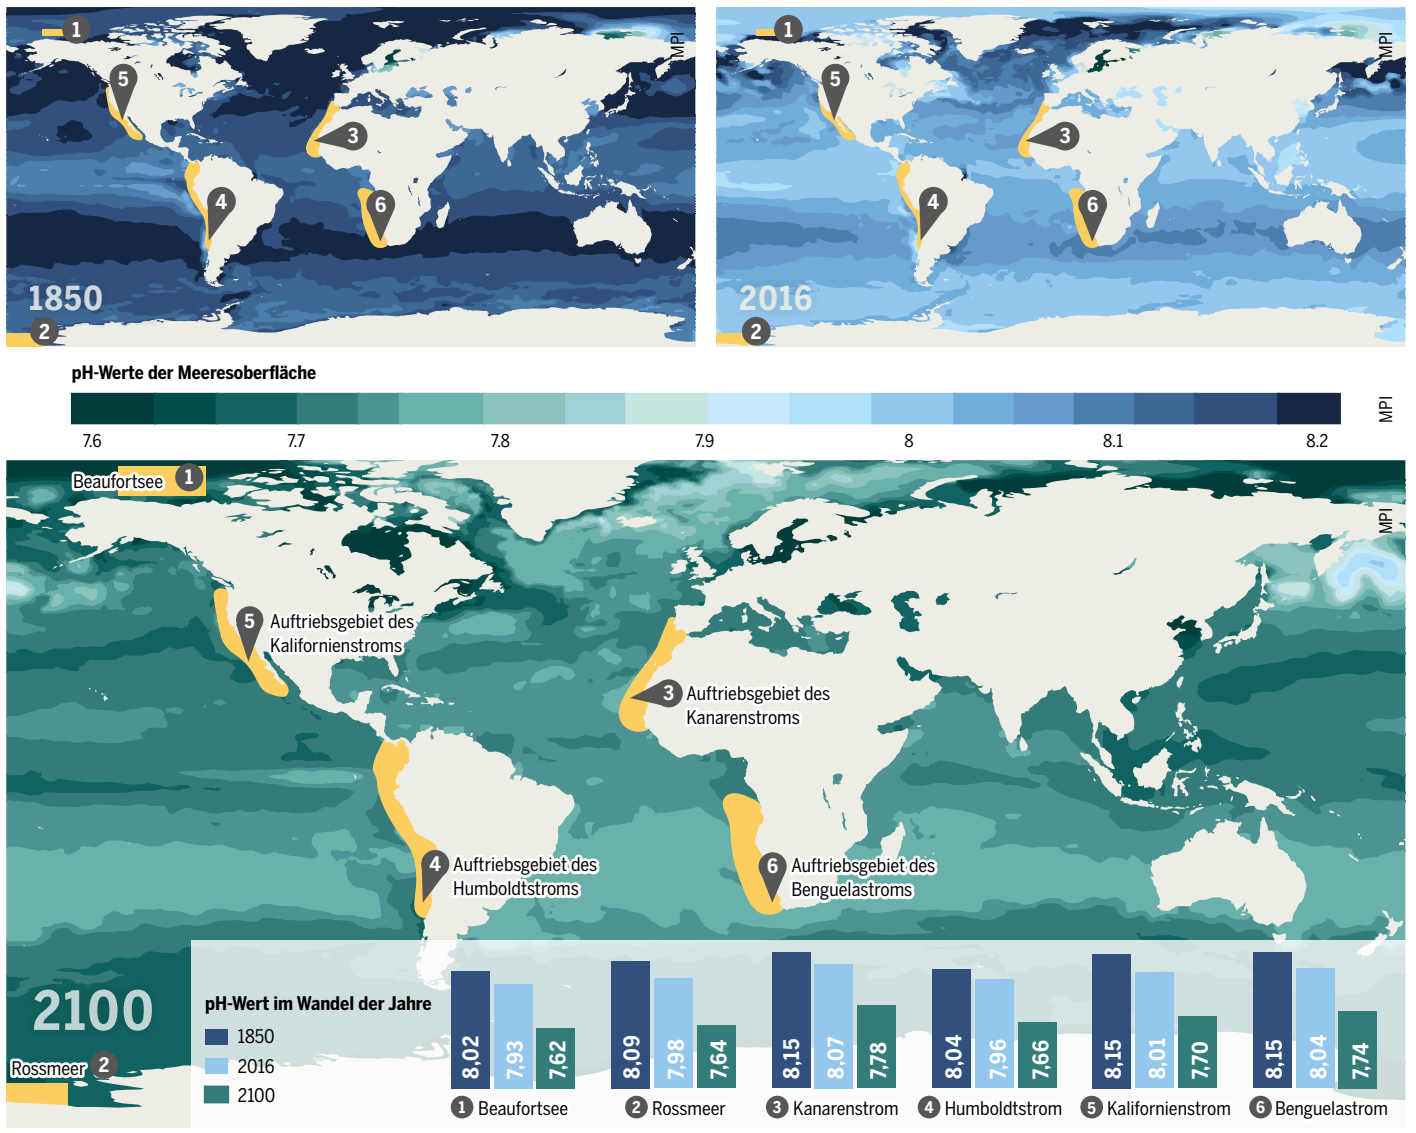 1
5
3
4
6
1850
2
MPI
1
5
3
4
6
2016
2
MPI
pH-Werte der Meeresoberfläche
7.6 7.7 7.8 7.9 8 8.1 8.2
MPI
Beaufortsee 1
MPI
5 Auftriebsgebiet des
Kalifornienstroms
3 Auftriebsgebiet des
Kanarenstroms
4 Auftriebsgebiet des
Humboldtstroms
6 Auftriebsgebiet des
Benguelastroms
2100
Rossmeer 2
pH-Wert im Wandel der Jahre
1850
2016
2100
8,02 7,93 7,62
8,09 7,98 7,64
8,15 8,07 7,78
8,04 7,96 7,66
8,15 8,01 7,70
8,15 8,04 7,74
1 Beaufortsee
2 Rossmeer
3 Kanarenstrom
4 Humboldtstrom
5 Kalifornienstrom
6 Benguelastrom